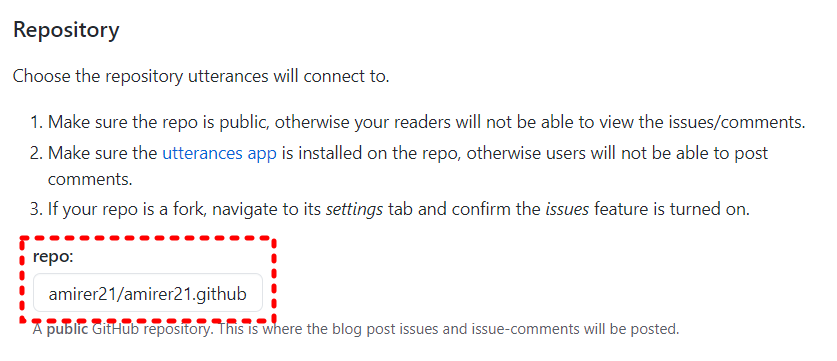 Repository
Choose the repository utterances will connect to.
1. Make sure the repo is public, otherwise your readers will not be able to view the issues/comments.
2. Make sure the utterances app is installed on the repo, otherwise users will not be able to post
comments.
3. If your repo is a fork, navigate to its settings tab and confirm the issues feature is turned on.
repo:
amirer21/amirer21.github
A public GitHub repository. This is where the blog post issues and issue-comments will be posted.